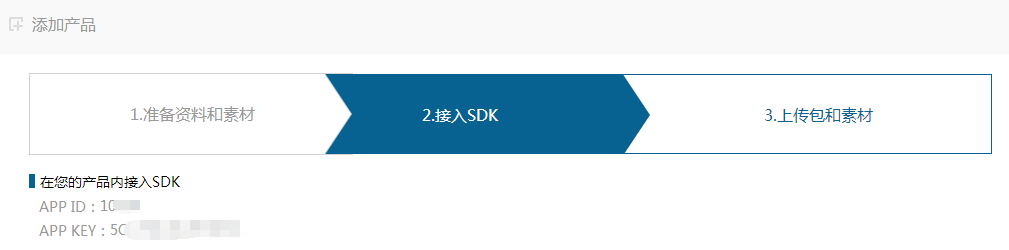 添加产品
1.准备资料和素材
2.接入SDK
3.上传包和素材
在您的产品内接入SDK
APP ID：10
APP KEY：5C